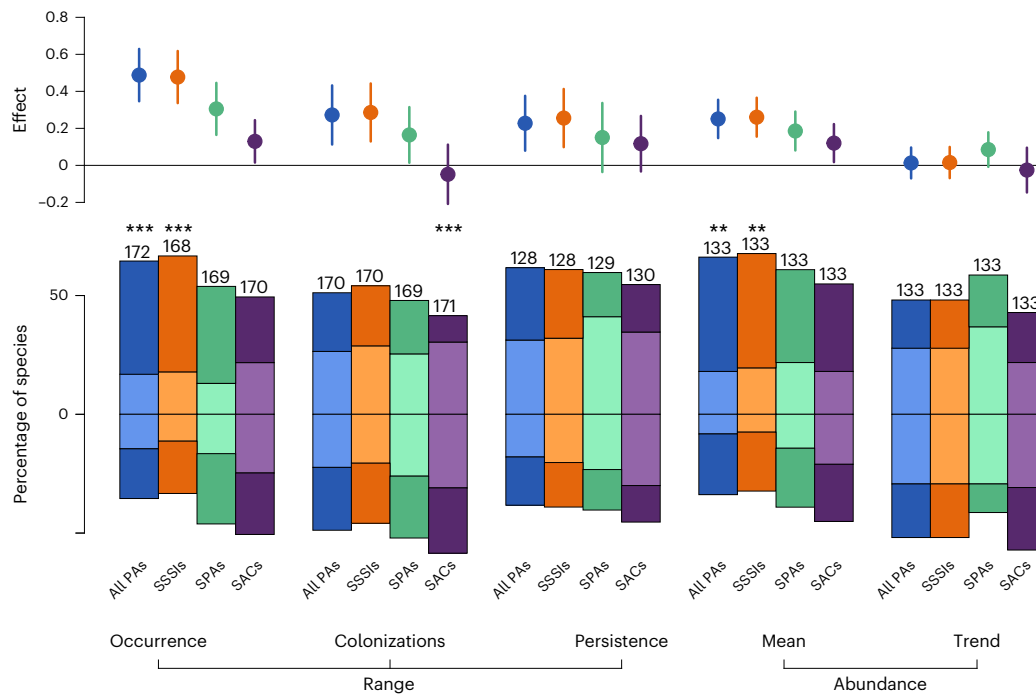 0.8
0.6
0.4
0.2
0
−0.2
Effect
*** *** *** ** **
172 168 169 170 170 170 169 171 128 128 129 130 133 133 133 133 133 133 133 133
50
0
Percentage of species
All PAs SSSIs SPAs SACs All PAs SSSIs SPAs SACs All PAs SSSIs SPAs SACs All PAs SSSIs SPAs SACs All PAs SSSIs SPAs SACs
Occurrence Colonizations Persistence Mean Trend
Range Abundance